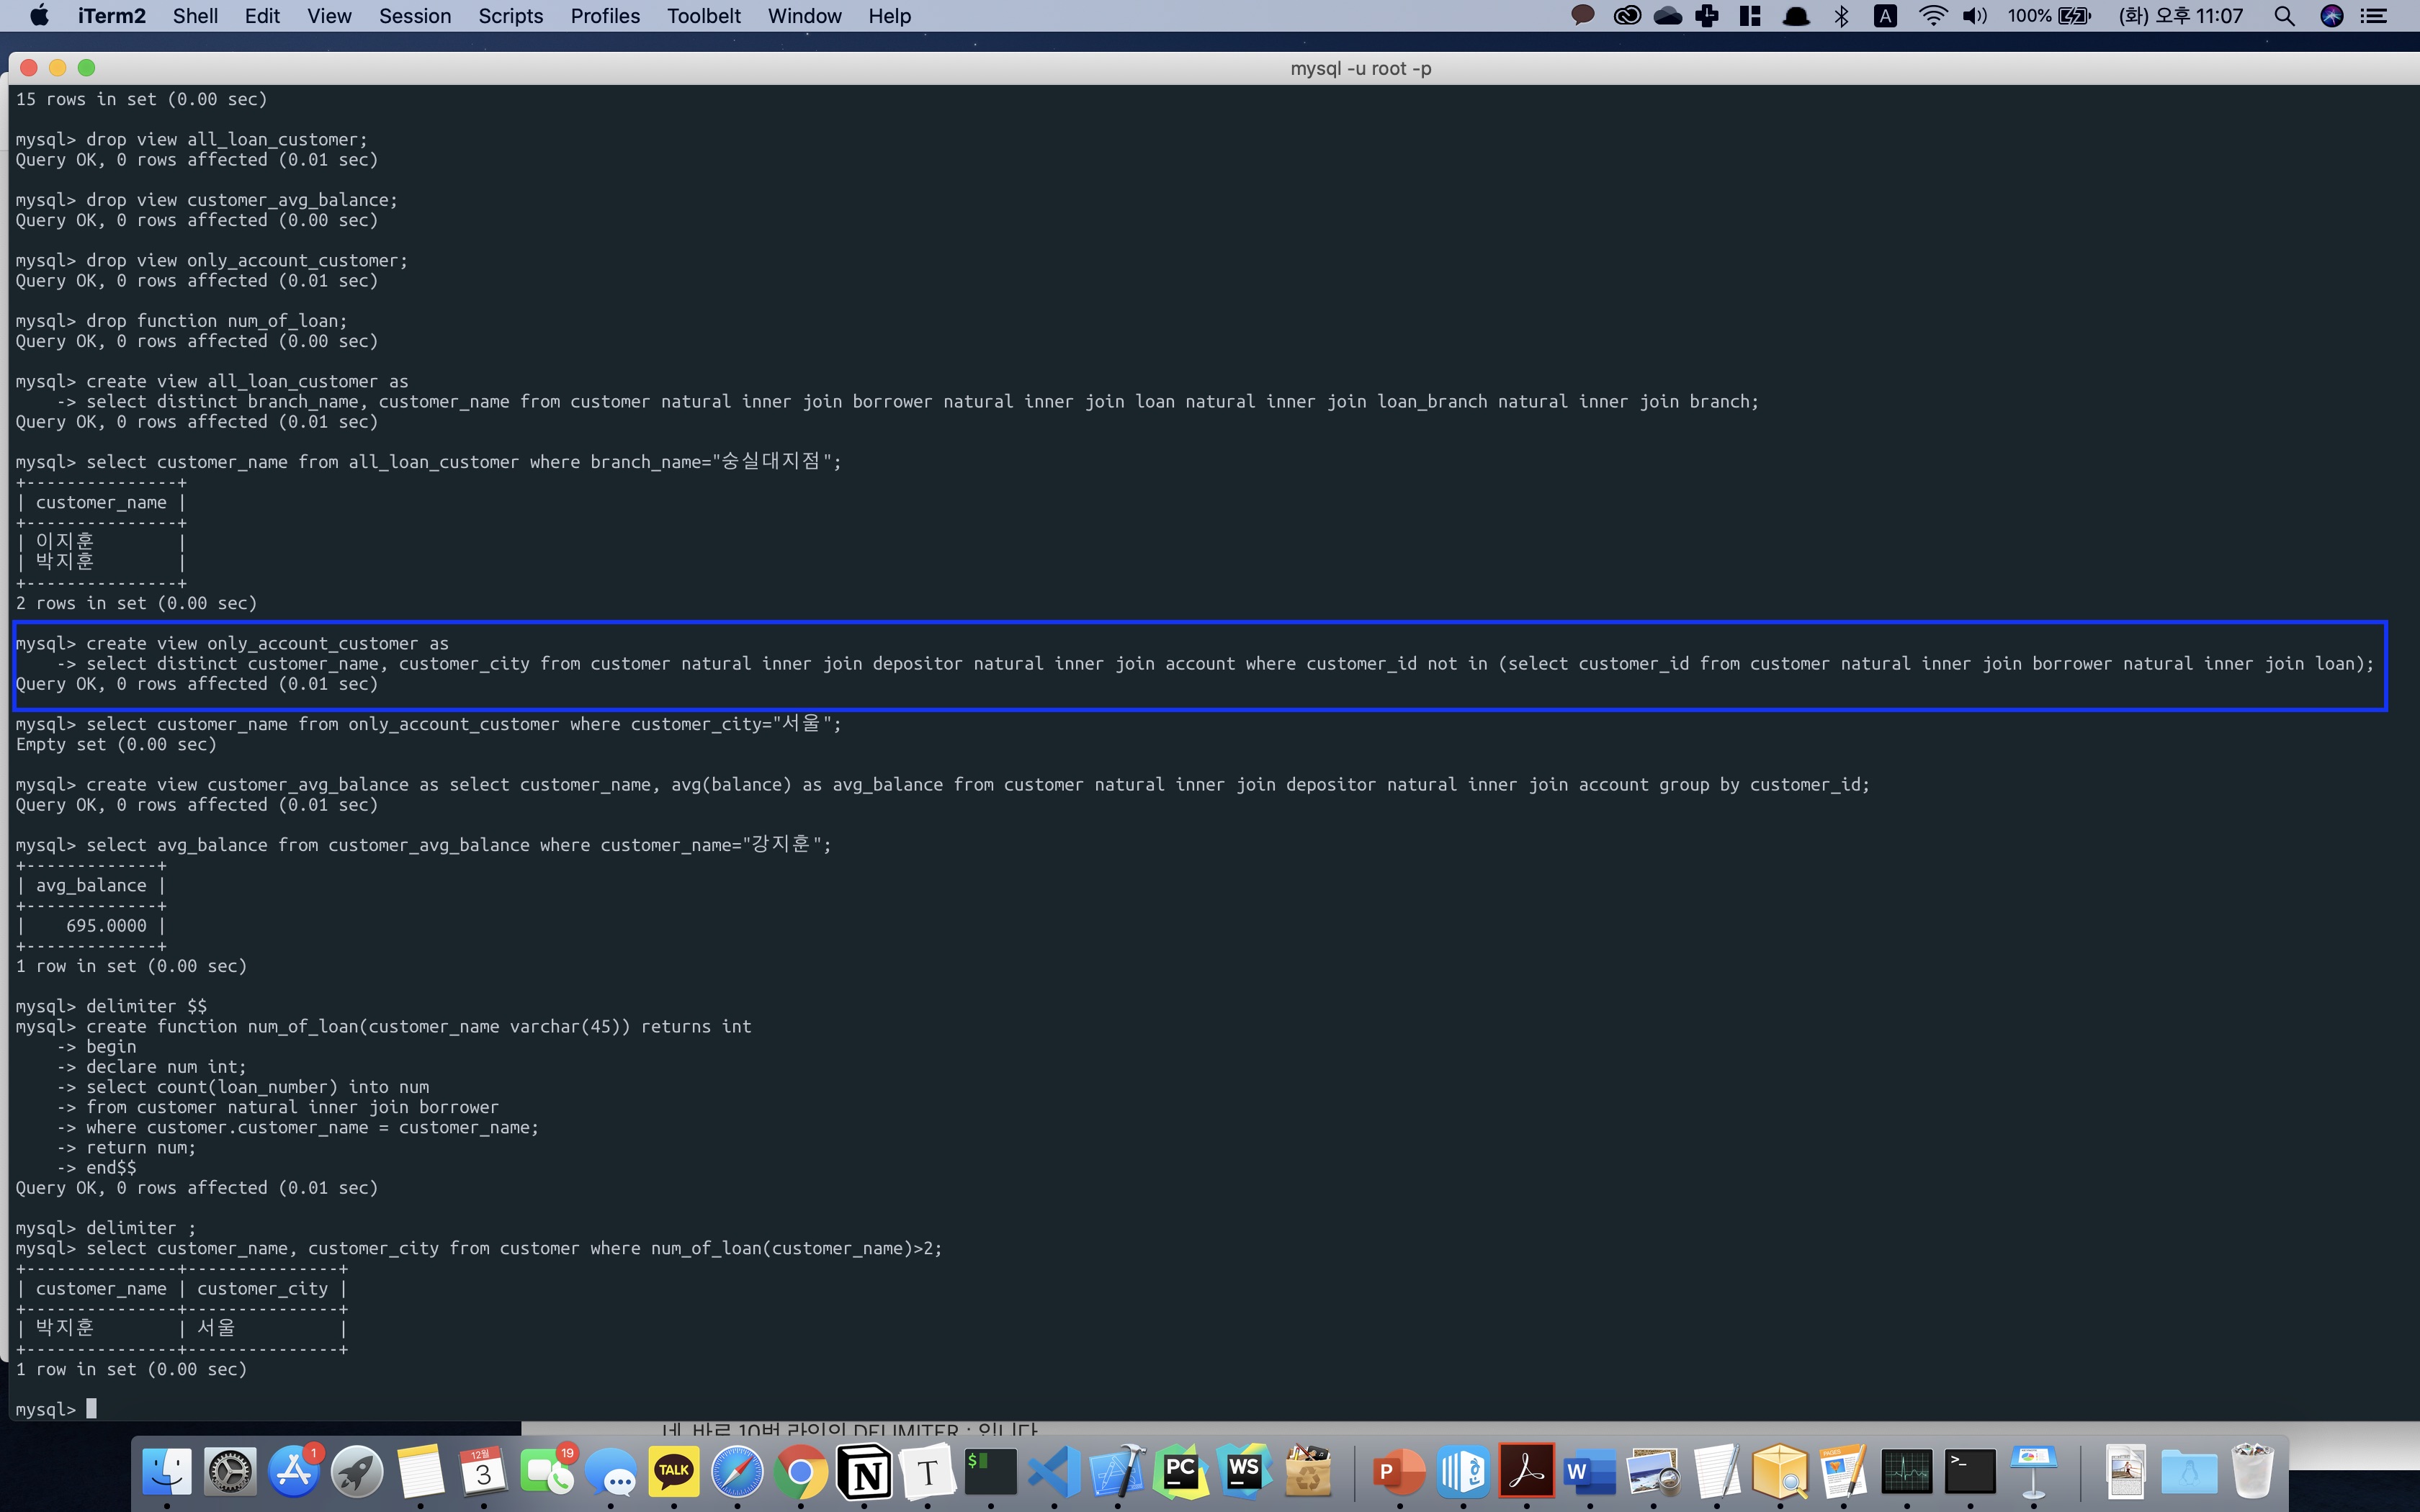 iTerm2 Shell Edit View Session Scripts Profiles Toolbelt Window Help A 100% (화) 오후 11:07
mysql -u root -p
15 rows in set (0.00 sec)
mysql> drop view all_loan_customer;
Query OK, 0 rows affected (0.01 sec)
mysql> drop view customer_avg_balance;
Query OK, 0 rows affected (0.00 sec)
mysql> drop view only_account_customer;
Query OK, 0 rows affected (0.01 sec)
mysql> drop function num_of_loan;
Query OK, 0 rows affected (0.00 sec)
mysql> create view all_loan_customer as
    -> select distinct branch_name, customer_name from customer natural inner join borrower natural inner join loan natural inner join loan_branch natural inner join branch;
Query OK, 0 rows affected (0.01 sec)
mysql> select customer_name from all_loan_customer where branch_name="숭실대지점";
+---------------+
| customer_name |
+---------------+
| 이지훈         |
| 박지훈         |
+---------------+
2 rows in set (0.00 sec)
mysql> create view only_account_customer as
    -> select distinct customer_name, customer_city from customer natural inner join depositor natural inner join account where customer_id not in (select customer_id from customer natural inner join borrower natural inner join loan);
Query OK, 0 rows affected (0.01 sec)
mysql> select customer_name from only_account_customer where customer_city="서울";
Empty set (0.00 sec)
mysql> create view customer_avg_balance as select customer_name, avg(balance) as avg_balance from customer natural inner join depositor natural inner join account group by customer_id;
Query OK, 0 rows affected (0.01 sec)
mysql> select avg_balance from customer_avg_balance where customer_name="강지훈";
+-------------+
| avg_balance |
+-------------+
|    695.0000 |
+-------------+
1 row in set (0.00 sec)
mysql> delimiter $$
mysql> create function num_of_loan(customer_name varchar(45)) returns int
    -> begin
    -> declare num int;
    -> select count(loan_number) into num
    -> from customer natural inner join borrower
    -> where customer.customer_name = customer_name;
    -> return num;
    -> end$$
Query OK, 0 rows affected (0.01 sec)
mysql> delimiter ;
mysql> select customer_name, customer_city from customer where num_of_loan(customer_name)>2;
+---------------+---------------+
| customer_name | customer_city |
+---------------+---------------+
| 박지훈         | 서울           |
+---------------+---------------+
1 row in set (0.00 sec)
mysql>
네, 바로 10번 라인의 DELIMITER ; 입니다
1 12월 3 19 TALK N T $ PC WS P W PAGES >_